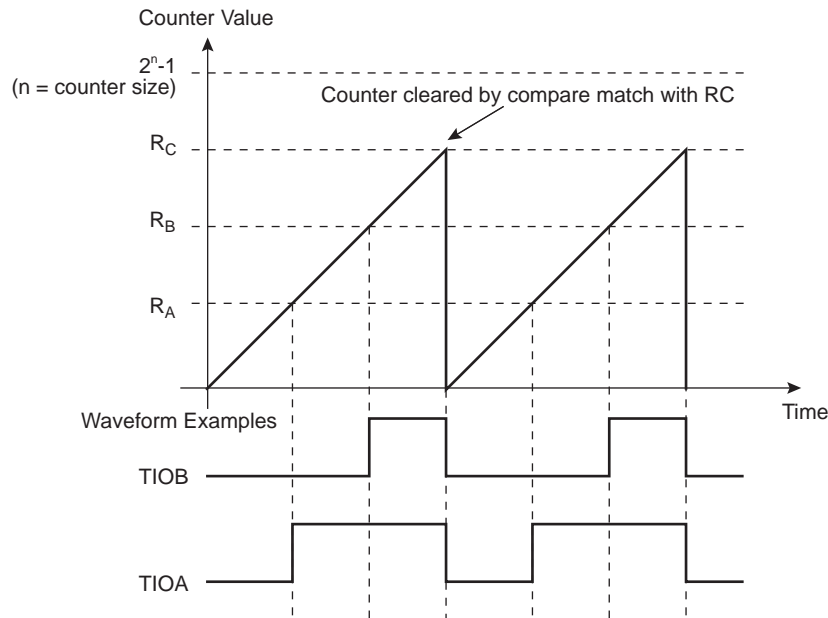 Counter Value
2ⁿ-1
(n = counter size)
Counter cleared by compare match with RC
R_C
R_B
R_A
Time
Waveform Examples
TIOB
TIOA